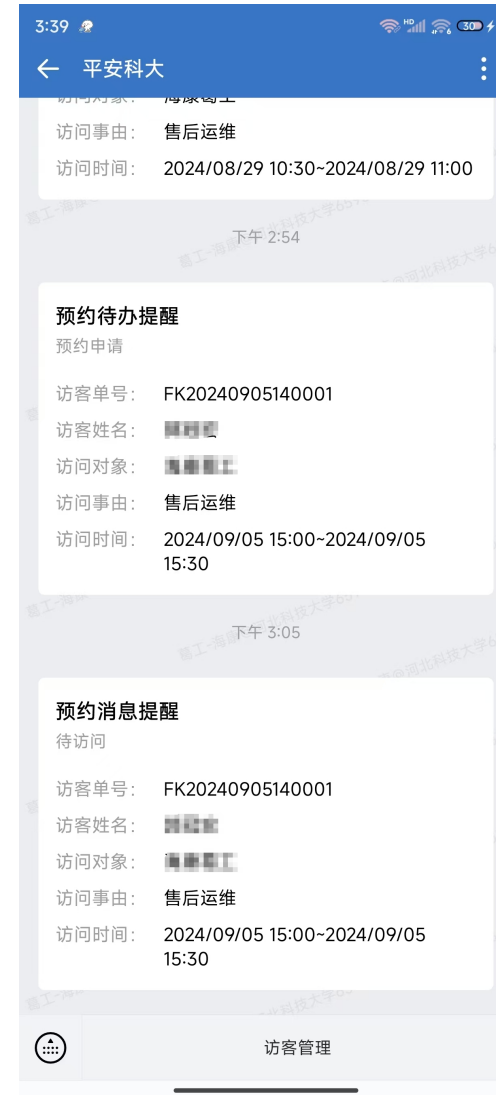 3:39
HD
30
平安科大
访问对象：
访问事由： 售后运维
访问时间： 2024/08/29 10:30~2024/08/29 11:00
下午 2:54
预约待办提醒
预约申请
访客单号： FK20240905140001
访客姓名：
访问对象：
访问事由： 售后运维
访问时间： 2024/09/05 15:00~2024/09/05
15:30
下午 3:05
预约消息提醒
待访问
访客单号： FK20240905140001
访客姓名：
访问对象：
访问事由： 售后运维
访问时间： 2024/09/05 15:00~2024/09/05
15:30
访客管理